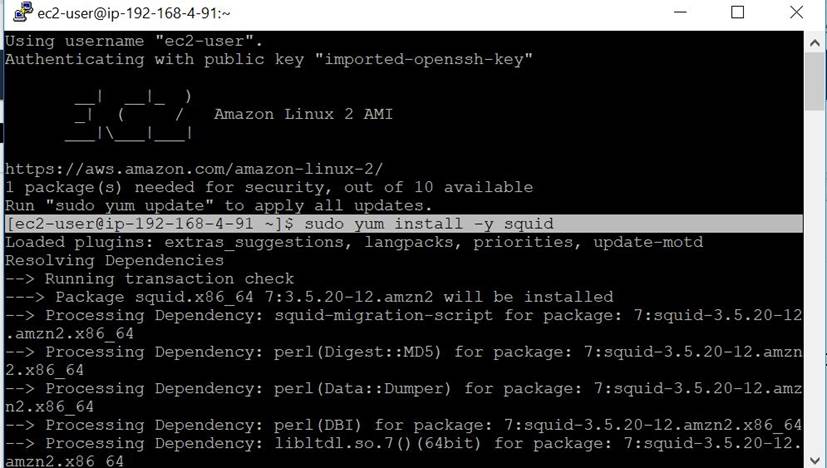 ec2-user@ip-192-168-4-91:~
Using username "ec2-user".
Authenticating with public key "imported-openssh-key"
       __|  __|_  )
       _|  (     /   Amazon Linux 2 AMI
      ___|\___|___|
https://aws.amazon.com/amazon-linux-2/
1 package(s) needed for security, out of 10 available
Run "sudo yum update" to apply all updates.
[ec2-user@ip-192-168-4-91 ~]$ sudo yum install -y squid
Loaded plugins: extras_suggestions, langpacks, priorities, update-motd
Resolving Dependencies
--> Running transaction check
---> Package squid.x86_64 7:3.5.20-12.amzn2 will be installed
--> Processing Dependency: squid-migration-script for package: 7:squid-3.5.20-12
.amzn2.x86_64
--> Processing Dependency: perl(Digest::MD5) for package: 7:squid-3.5.20-12.amzn
2.x86_64
--> Processing Dependency: perl(Data::Dumper) for package: 7:squid-3.5.20-12.amz
n2.x86_64
--> Processing Dependency: perl(DBI) for package: 7:squid-3.5.20-12.amzn2.x86_64
--> Processing Dependency: libltdl.so.7()(64bit) for package: 7:squid-3.5.20-12.
amzn2.x86_64